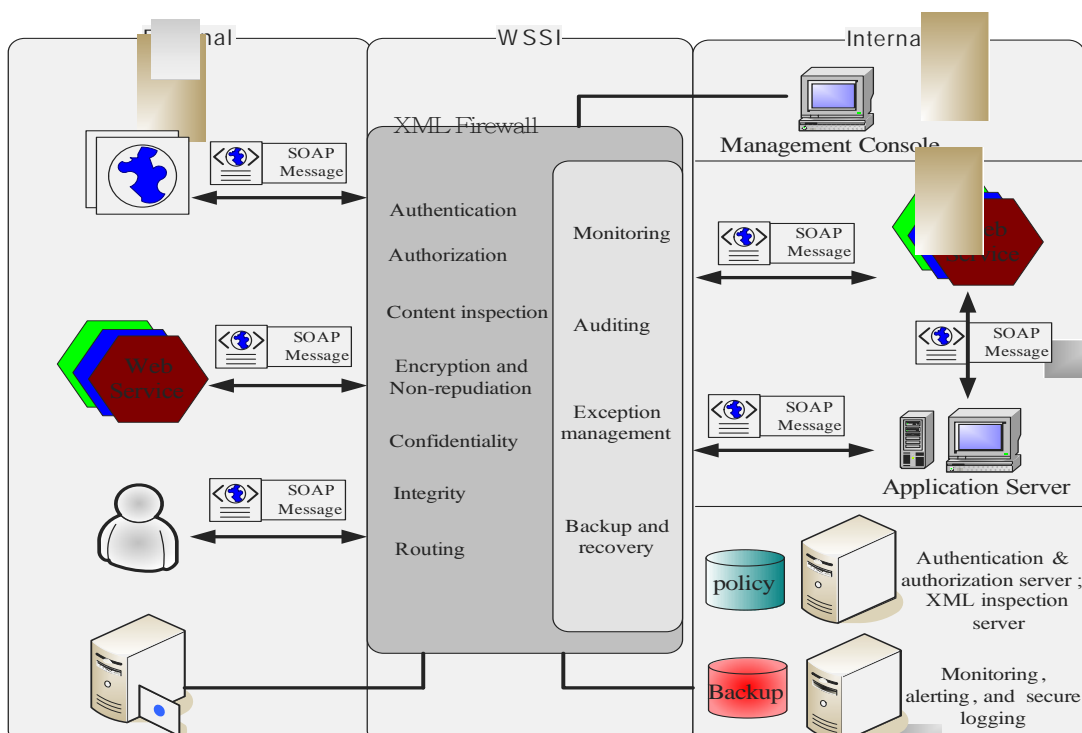 WSSI
XML Firewall
SOAP
Message
Authentication
Authorization
Content inspection
Encryption and
Non-repudiation
Confidentiality
Integrity
Routing
Monitoring
Auditing
Exception
management
Backup and
recovery
SOAP
Message
Web
Service
SOAP
Message
Management Console
SOAP
Message
SOAP
Message
SOAP
Message
Application Server
policy
Authentication &
authorization server ;
XML inspection
server
Backup
Monitoring,
alerting, and secure
logging